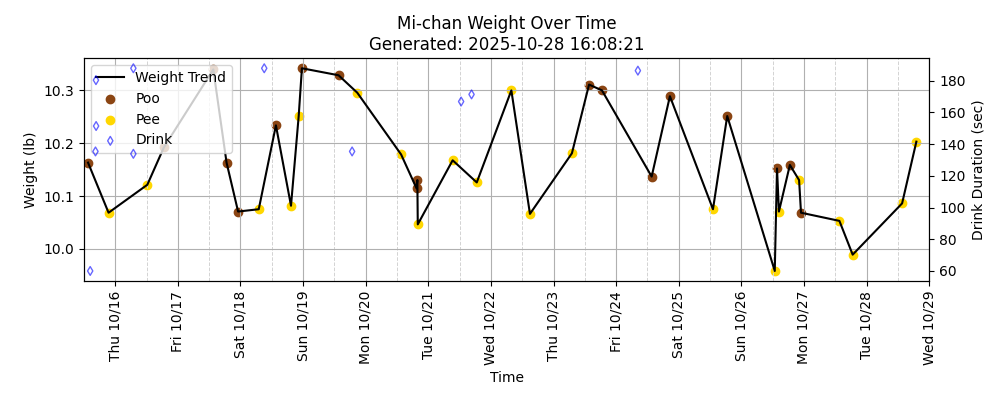 Mi-chan Weight Over Time
Generated: 2025-10-28 16:08:21
Weight (lb)
10.3
10.2
10.1
10.0
Weight Trend
Poo
Pee
Drink
180
160
140
120
100
80
60
Drink Duration (sec)
Thu 10/16
Fri 10/17
Sat 10/18
Sun 10/19
Mon 10/20
Tue 10/21
Wed 10/22
Thu 10/23
Fri 10/24
Sat 10/25
Sun 10/26
Mon 10/27
Tue 10/28
Wed 10/29
Time